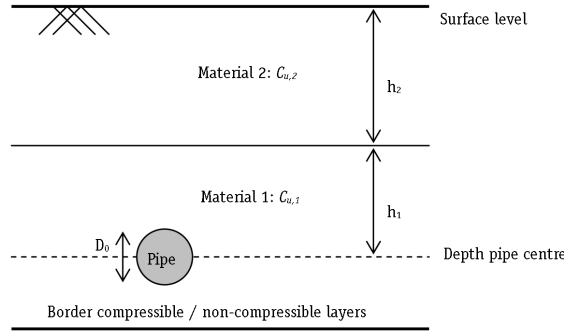 Surface level
Material 2: Cu,2
h2
Material 1: Cu,1
h1
D0
Pipe
Depth pipe centre
Border compressible / non-compressible layers